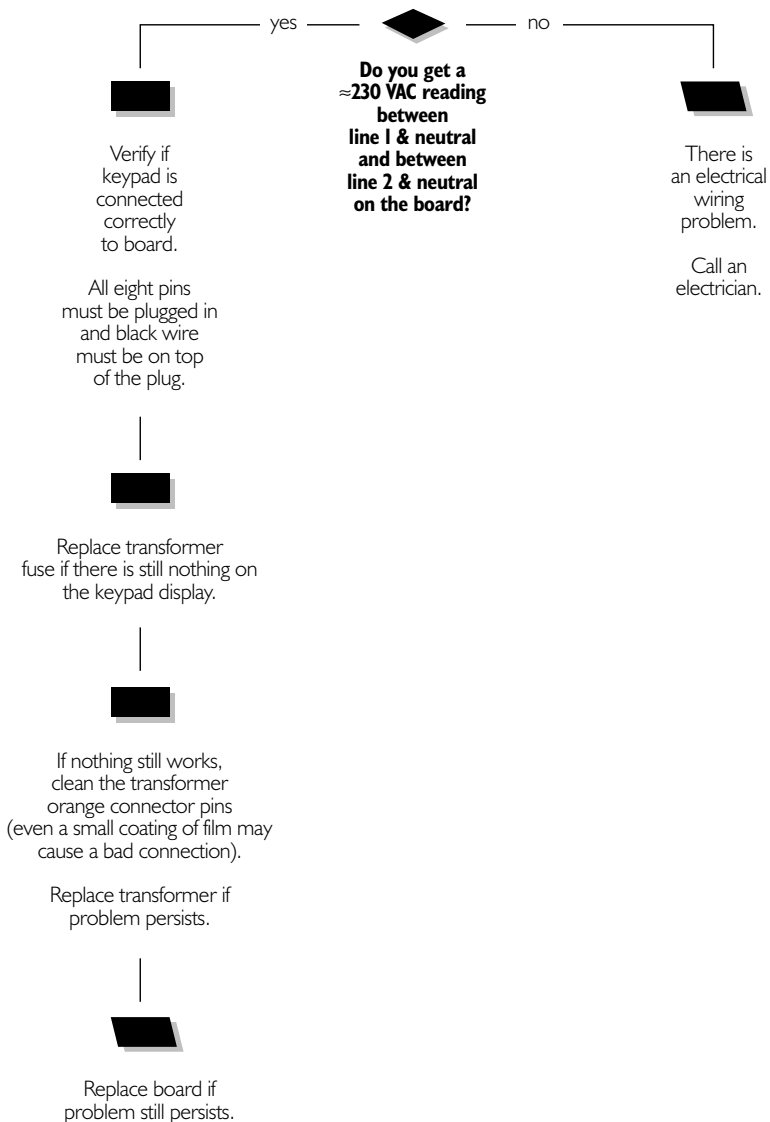 yes
no
Do you get a
≈230 VAC reading
between
line 1 & neutral
and between
line 2 & neutral
on the board?
Verify if
keypad is
connected
correctly
to board.
All eight pins
must be plugged in
and black wire
must be on top
of the plug.
There is
an electrical
wiring
problem.
Call an
electrician.
Replace transformer
fuse if there is still nothing on
the keypad display.
If nothing still works,
clean the transformer
orange connector pins
(even a small coating of film may
cause a bad connection).
Replace transformer if
problem persists.
Replace board if
problem still persists.